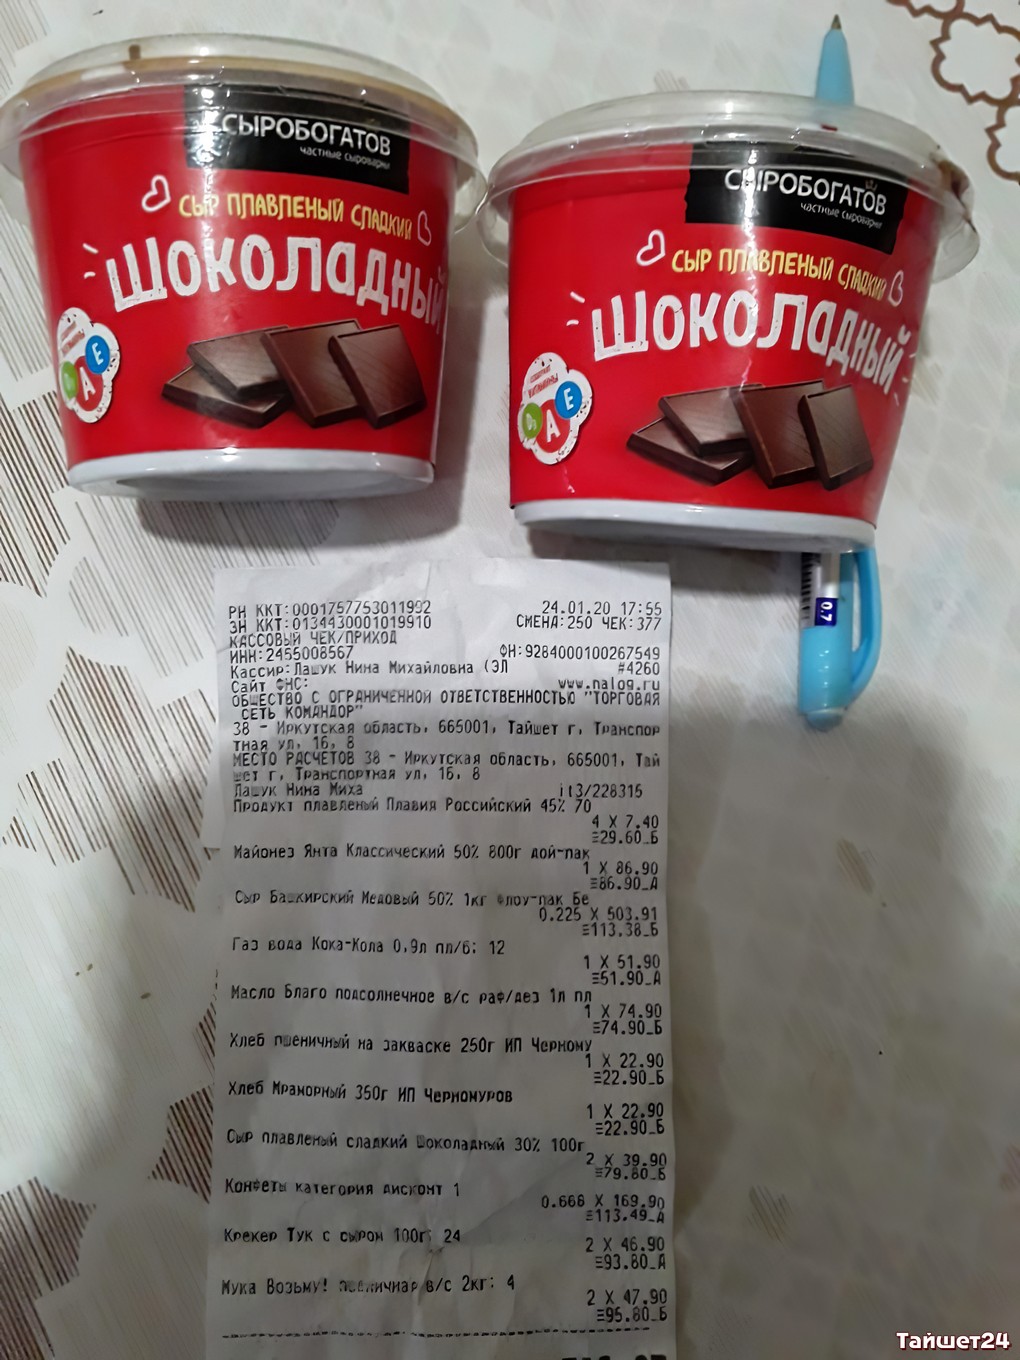 СЫРОБОГАТОВ
частные сыровары
СЫР ПЛАВЛЕНЫЙ СЛАДКИЙ
ШОКОЛАДНЫЙ
D₃ A E
СЫРОБОГАТОВ
частные сыровары
СЫР ПЛАВЛЕНЫЙ СЛАДКИЙ
ШОКОЛАДНЫЙ
витамины
D₃ A E
0.7
РН ККТ:0001757753011992 24.01.20 17:55
ЗН ККТ:0134430001019910 СМЕНА:250 ЧЕК:377
КАССОВЫЙ ЧЕК/ПРИХОД
ИНН:2455008567 ФН:9284000100267549
Кассир:Лашук Нина Михайловна (ЭЛ #4260
Сайт ФНС: www.nalog.ru
ОБЩЕСТВО С ОГРАНИЧЕННОЙ ОТВЕТСТВЕННОСТЬЮ "ТОРГОВАЯ
СЕТЬ КОМАНДОР"
38 - Иркутская область, 665001, Тайшет г, Транспор
тная ул, 16, 8
МЕСТО РАСЧЕТОВ 38 - Иркутская область, 665001, Тай
шет г, Транспортная ул, 16, 8
Лашук Нина Миха it3/228315
Продукт плавленый Плавия Российский 45% 70
4 X 7.40
=29.60_Б
Майонез Янта Классический 50% 800г дой-пак
1 X 86.90
=86.90_А
Сыр Башкирский Медовый 50% 1кг Флоу-пак Бе
0.225 X 503.91
=113.38_Б
Газ вода Кока-Кола 0,9л пл/б: 12
1 X 51.90
=51.90_А
Масло Благо подсолнечное в/с раф/дез 1л пл
1 X 74.90
=74.90_Б
Хлеб пшеничный на закваске 250г ИП Черному
1 X 22.90
=22.90_Б
Хлеб Мраморный 350г ИП Черномуров
1 X 22.90
=22.90_Б
Сыр плавленый сладкий Шоколадный 30% 100г
2 X 39.90
=79.80_Б
Конфеты категория дисконт 1
0.668 X 169.90
=113.49_А
Крекер Тук с сыром 100г: 24
2 X 46.90
=93.80_А
Мука Возьму! пшеничная в/с 2кг: 4
2 X 47.90
=95.80_Б
Тайшет24